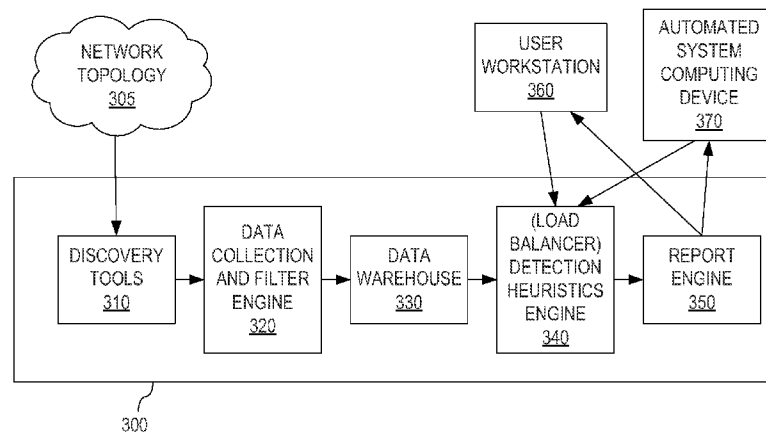 NETWORK
TOPOLOGY
305
USER
WORKSTATION
360
AUTOMATED
SYSTEM
COMPUTING
DEVICE
370
DISCOVERY
TOOLS
310
DATA
COLLECTION
AND FILTER
ENGINE
320
DATA
WAREHOUSE
330
(LOAD
BALANCER)
DETECTION
HEURISTICS
ENGINE
340
REPORT
ENGINE
350
300